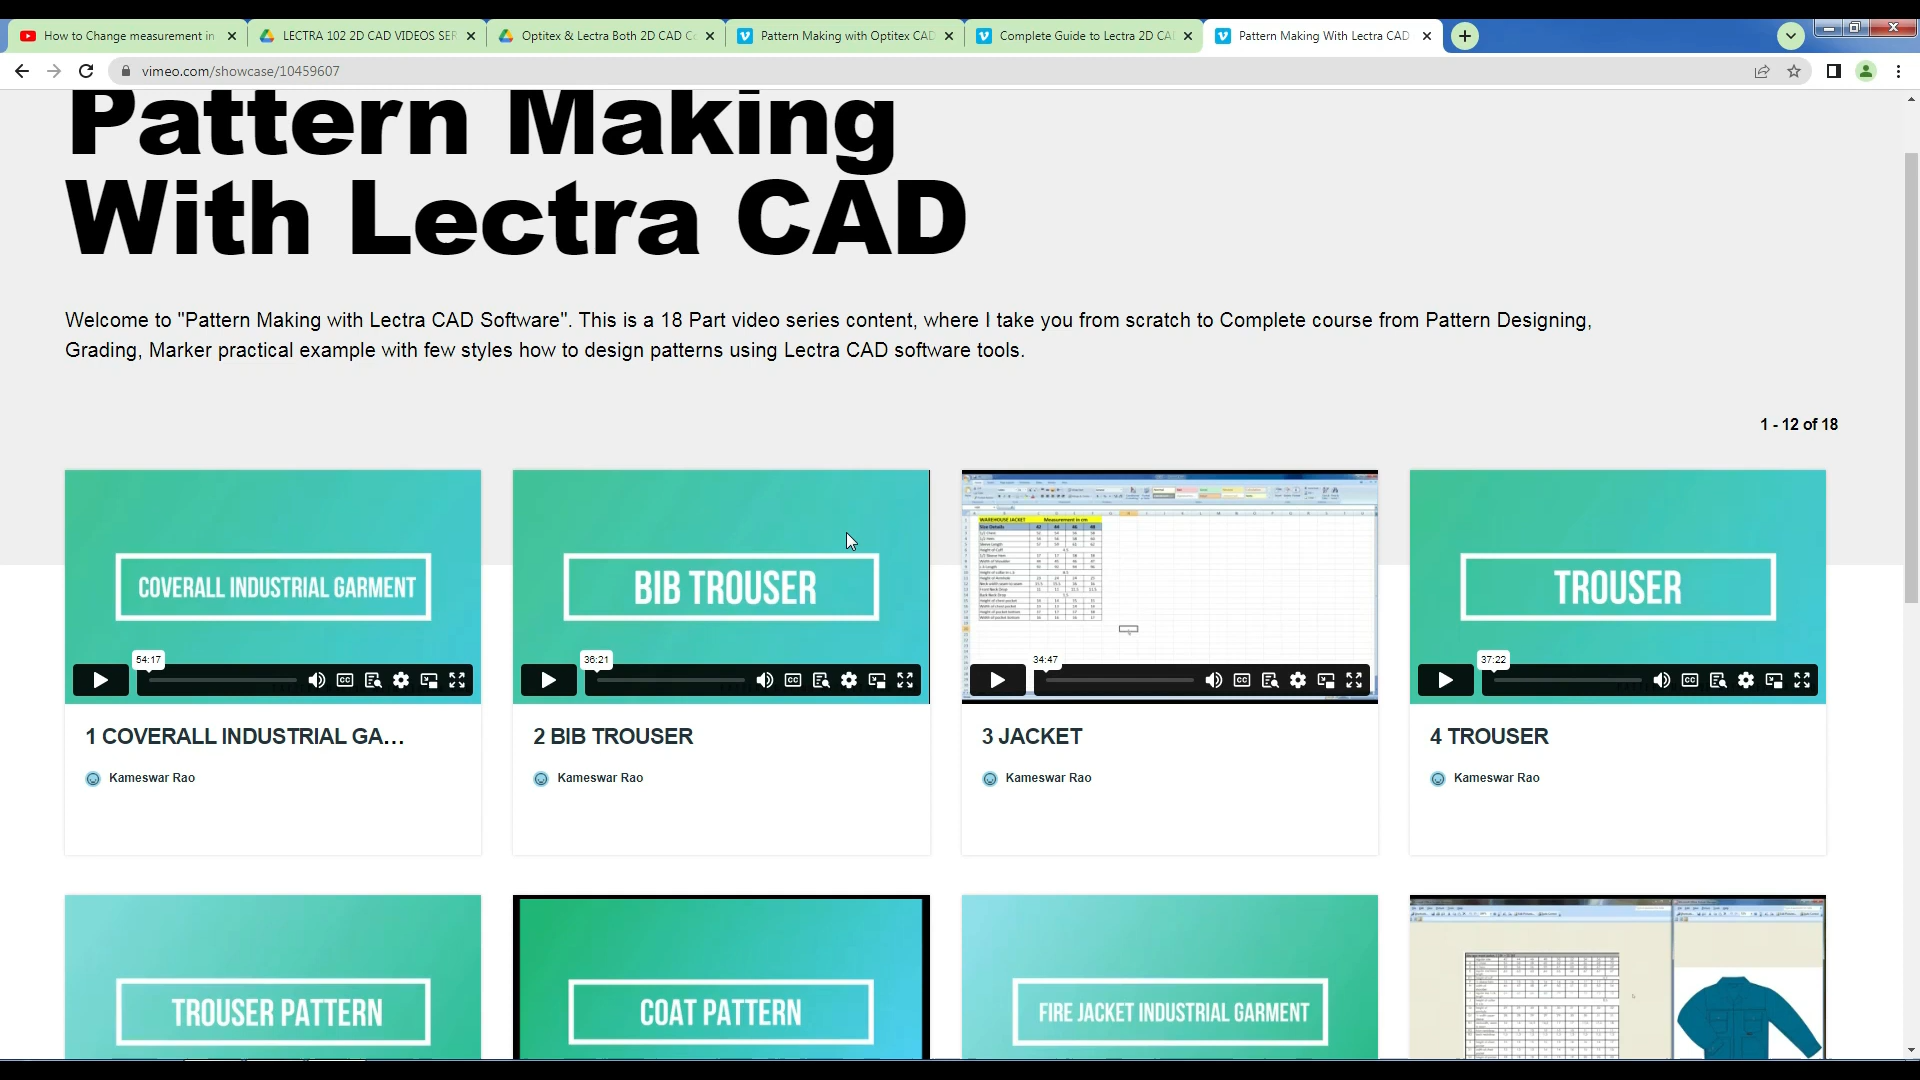 How to Change measurement in
LECTRA 102 2D CAD VIDEOS SER
Optitex & Lectra Both 2D CAD Co
Pattern Making with Optitex CAD
Complete Guide to Lectra 2D CA
Pattern Making With Lectra CAD
vimeo.com/showcase/10459607
Pattern Making
With Lectra CAD
Welcome to "Pattern Making with Lectra CAD Software". This is a 18 Part video series content, where I take you from scratch to Complete course from Pattern Designing,
Grading, Marker practical example with few styles how to design patterns using Lectra CAD software tools.
1 - 12 of 18
COVERALL INDUSTRIAL GARMENT
BIB TROUSER
WAREHOUSE JACKET Measurement in cm
TROUSER
54:17
36:21
34:47
37:22
1 COVERALL INDUSTRIAL GA...
2 BIB TROUSER
3 JACKET
4 TROUSER
Kameswar Rao
Kameswar Rao
Kameswar Rao
Kameswar Rao
TROUSER PATTERN
COAT PATTERN
FIRE JACKET INDUSTRIAL GARMENT